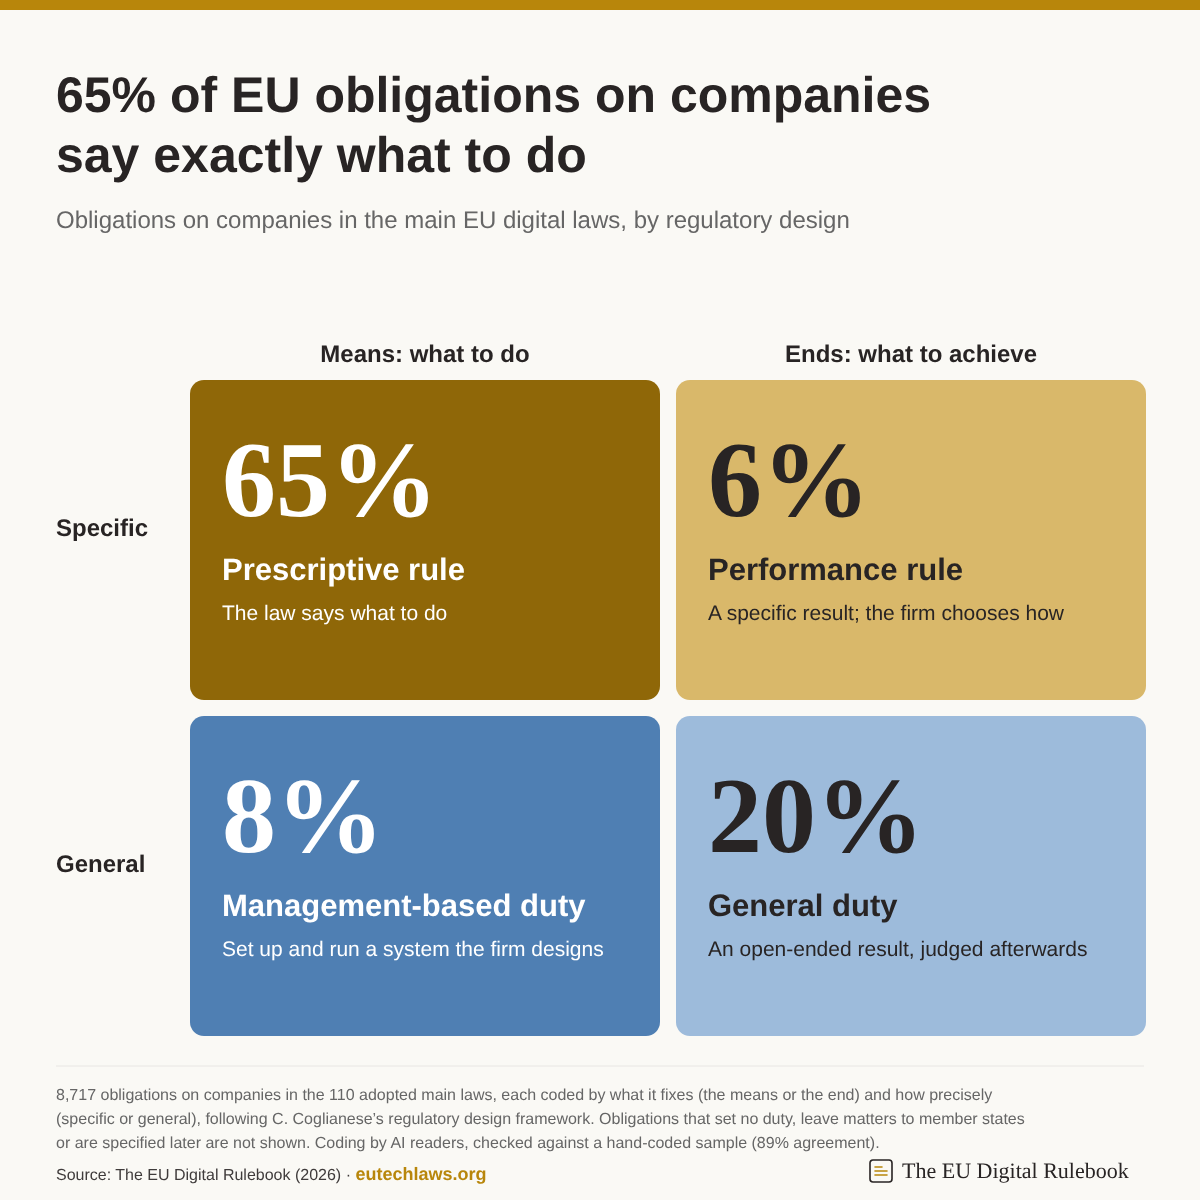 65% of EU obligations on companies
say exactly what to do
Obligations on companies in the main EU digital laws, by regulatory design
Means: what to do
Ends: what to achieve
Specific
65%
Prescriptive rule
The law says what to do
6%
Performance rule
A specific result; the firm chooses how
General
8%
Management-based duty
Set up and run a system the firm designs
20%
General duty
An open-ended result, judged afterwards
8,717 obligations on companies in the 110 adopted main laws, each coded by what it fixes (the means or the end) and how precisely
(specific or general), following C. Coglianese’s regulatory design framework. Obligations that set no duty, leave matters to member states
or are specified later are not shown. Coding by AI readers, checked against a hand-coded sample (89% agreement).
Source: The EU Digital Rulebook (2026) · eutechlaws.org
The EU Digital Rulebook